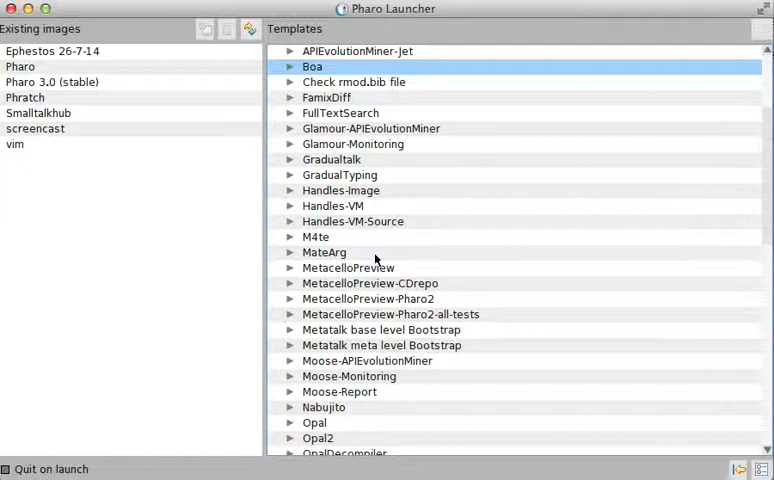 Pharo Launcher
Existing images
Templates
Ephestos 26-7-14
Pharo
Pharo 3.0 (stable)
Phratch
Smalltalkhub
screencast
vim
APIEvolutionMiner-Jet
Boa
Check rmod.bib file
FamixDiff
FullTextSearch
Glamour-APIEvolutionMiner
Glamour-Monitoring
Gradualtalk
GradualTyping
Handles-Image
Handles-VM
Handles-VM-Source
M4te
MateArg
MetacelloPreview
MetacelloPreview-CDrepo
MetacelloPreview-Pharo2
MetacelloPreview-Pharo2-all-tests
Metatalk base level Bootstrap
Metatalk meta level Bootstrap
Moose-APIEvolutionMiner
Moose-Monitoring
Moose-Report
Nabujito
Opal
Opal2
OpalDecompiler
Quit on launch